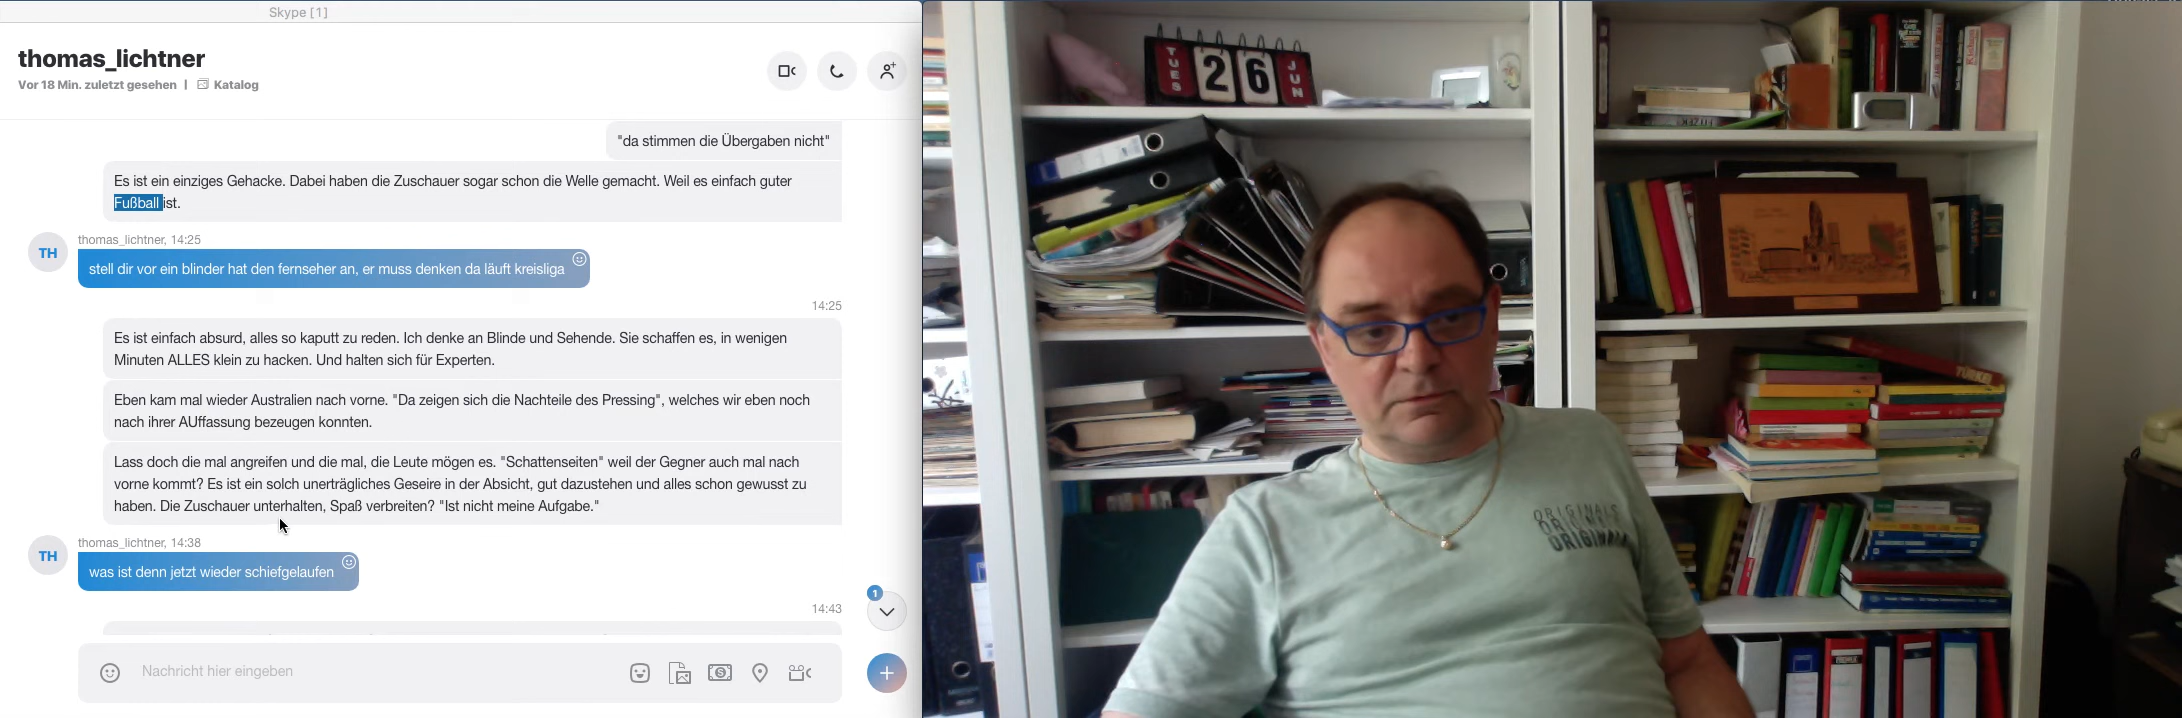 Skype [1]
thomas_lichtner
Vor 18 Min. zuletzt gesehen | Katalog
"da stimmen die Übergaben nicht"
Es ist ein einziges Gehacke. Dabei haben die Zuschauer sogar schon die Welle gemacht. Weil es einfach guter
Fußball ist.
thomas_lichtner, 14:25
TH
stell dir vor ein blinder hat den fernseher an, er muss denken da läuft kreisliga
14:25
Es ist einfach absurd, alles so kaputt zu reden. Ich denke an Blinde und Sehende. Sie schaffen es, in wenigen
Minuten ALLES klein zu hacken. Und halten sich für Experten.
Eben kam mal wieder Australien nach vorne. "Da zeigen sich die Nachteile des Pressing", welches wir eben noch
nach ihrer AUffassung bezeugen konnten.
Lass doch die mal angreifen und die mal, die Leute mögen es. "Schattenseiten" weil der Gegner auch mal nach
vorne kommt? Es ist ein solch unerträgliches Geseire in der Absicht, gut dazustehen und alles schon gewusst zu
haben. Die Zuschauer unterhalten, Spaß verbreiten? "Ist nicht meine Aufgabe."
thomas_lichtner, 14:38
TH
was ist denn jetzt wieder schiefgelaufen
1
14:43
Nachricht hier eingeben
TUES 26 JUN
TÜRKEI
ORIGINALS
ORIGINALS